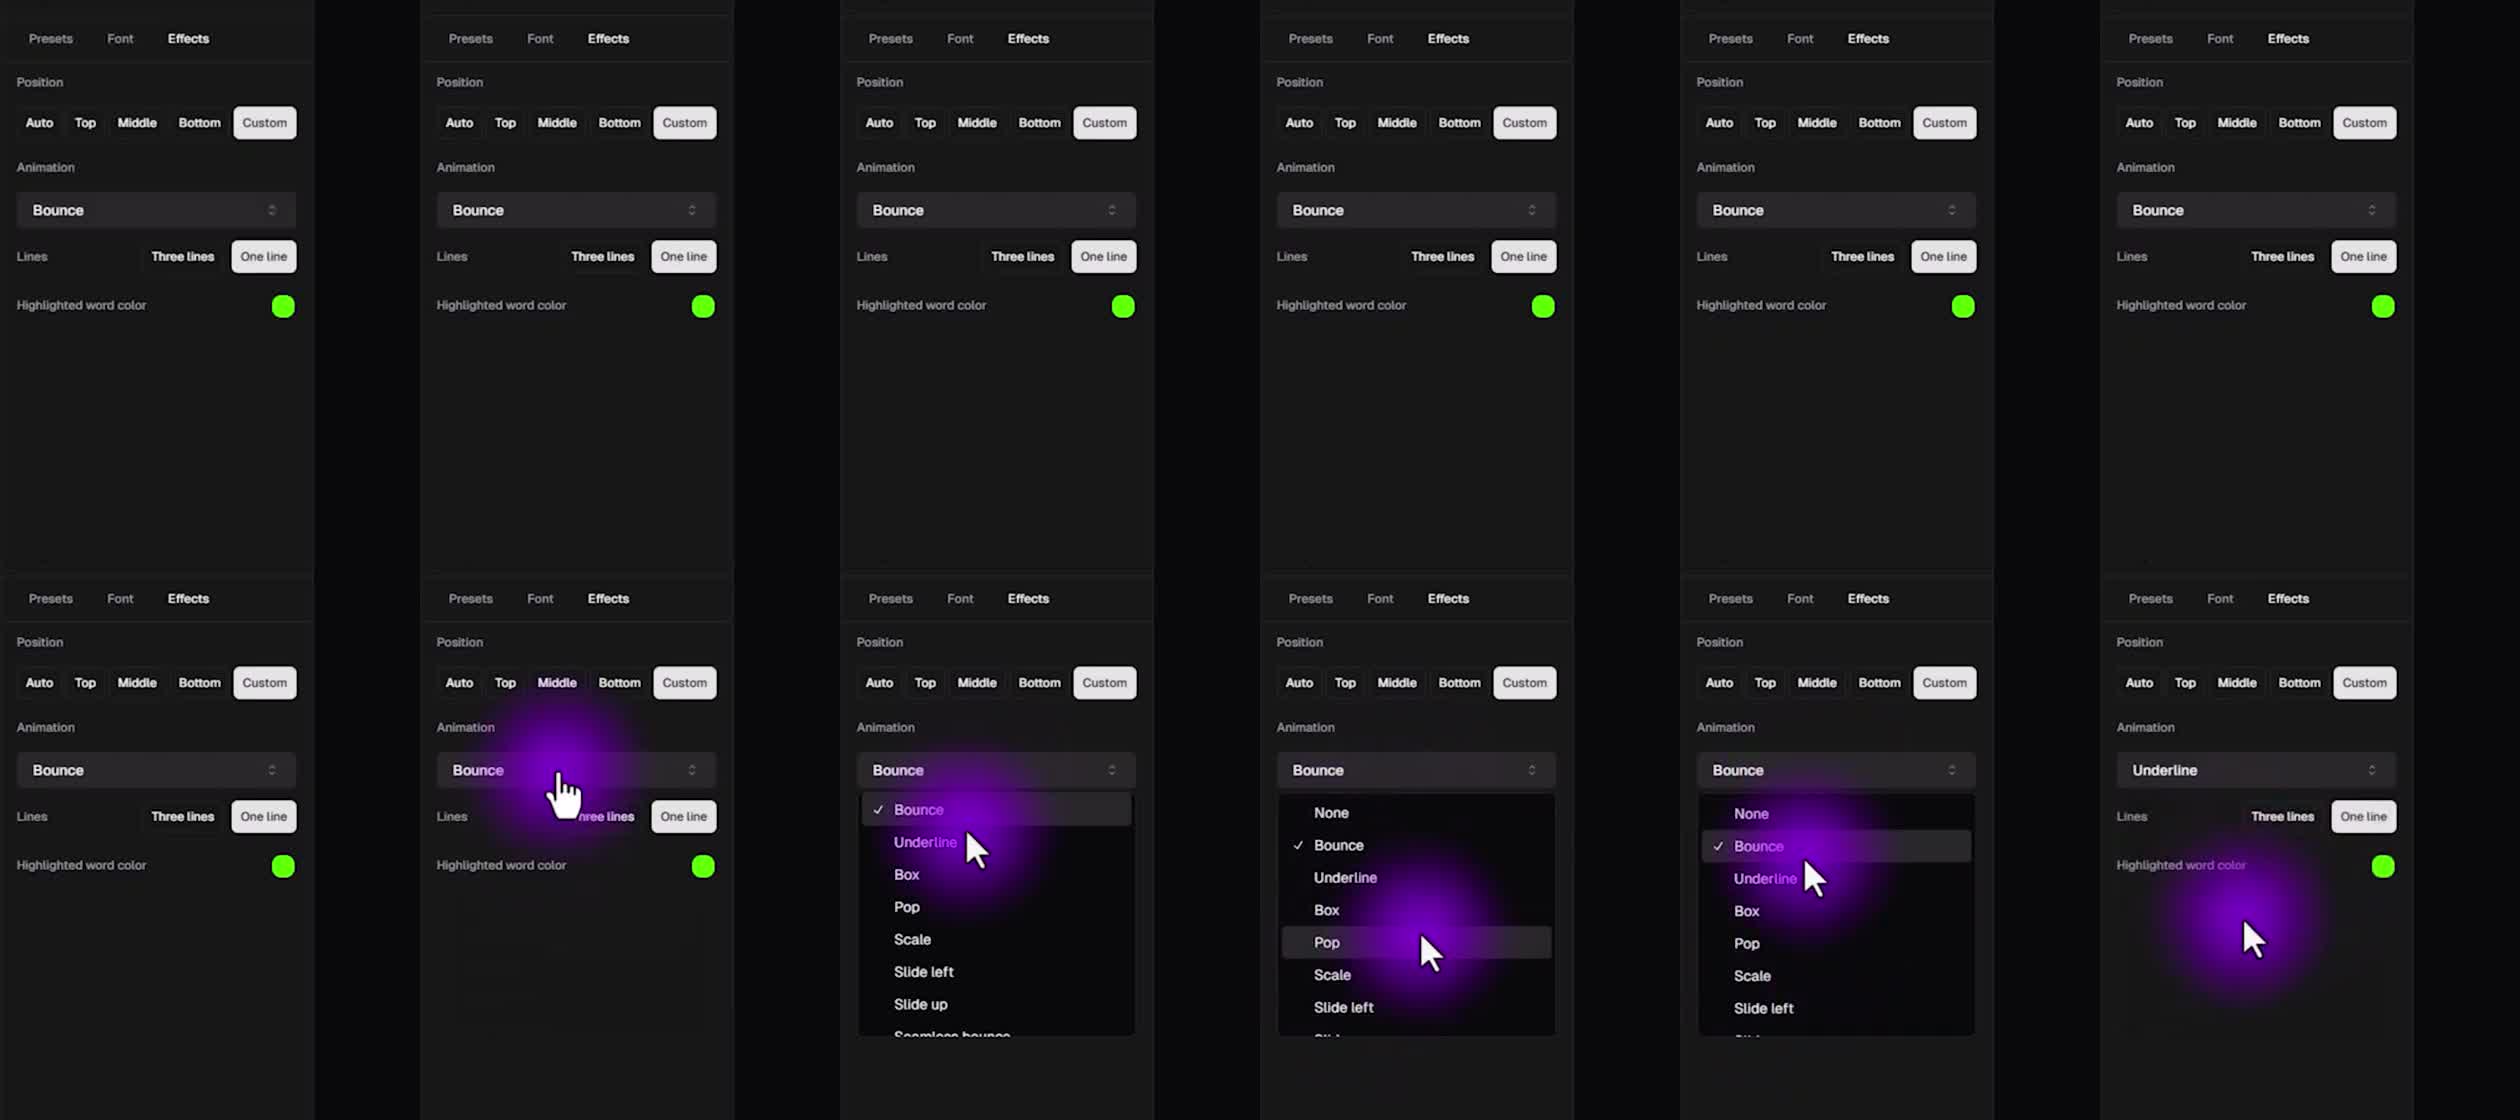 Presets Font Effects
Position
Auto Top Middle Bottom Custom
Animation
Bounce
Lines Three lines One line
Highlighted word color
Presets Font Effects
Position
Auto Top Middle Bottom Custom
Animation
Bounce
Lines Three lines One line
Highlighted word color
Presets Font Effects
Position
Auto Top Middle Bottom Custom
Animation
Bounce
Lines Three lines One line
Highlighted word color
Presets Font Effects
Position
Auto Top Middle Bottom Custom
Animation
Bounce
Lines Three lines One line
Highlighted word color
Presets Font Effects
Position
Auto Top Middle Bottom Custom
Animation
Bounce
Lines Three lines One line
Highlighted word color
Presets Font Effects
Position
Auto Top Middle Bottom Custom
Animation
Bounce
Lines Three lines One line
Highlighted word color
Presets Font Effects
Position
Auto Top Middle Bottom Custom
Animation
Bounce
Lines Three lines One line
Highlighted word color
Presets Font Effects
Position
Auto Top Middle Bottom Custom
Animation
Bounce
Lines hree lines One line
Highlighted word color
Presets Font Effects
Position
Auto Top Middle Bottom Custom
Animation
Bounce
Bounce
Underline
Box
Pop
Scale
Slide left
Slide up
Seamless bounce
Presets Font Effects
Position
Auto Top Middle Bottom Custom
Animation
Bounce
None
Bounce
Underline
Box
Pop
Scale
Slide left
Presets Font Effects
Position
Auto Top Middle Bottom Custom
Animation
Bounce
None
Bounce
Underline
Box
Pop
Scale
Slide left
Presets Font Effects
Position
Auto Top Middle Bottom Custom
Animation
Underline
Lines Three lines One line
Highlighted word color